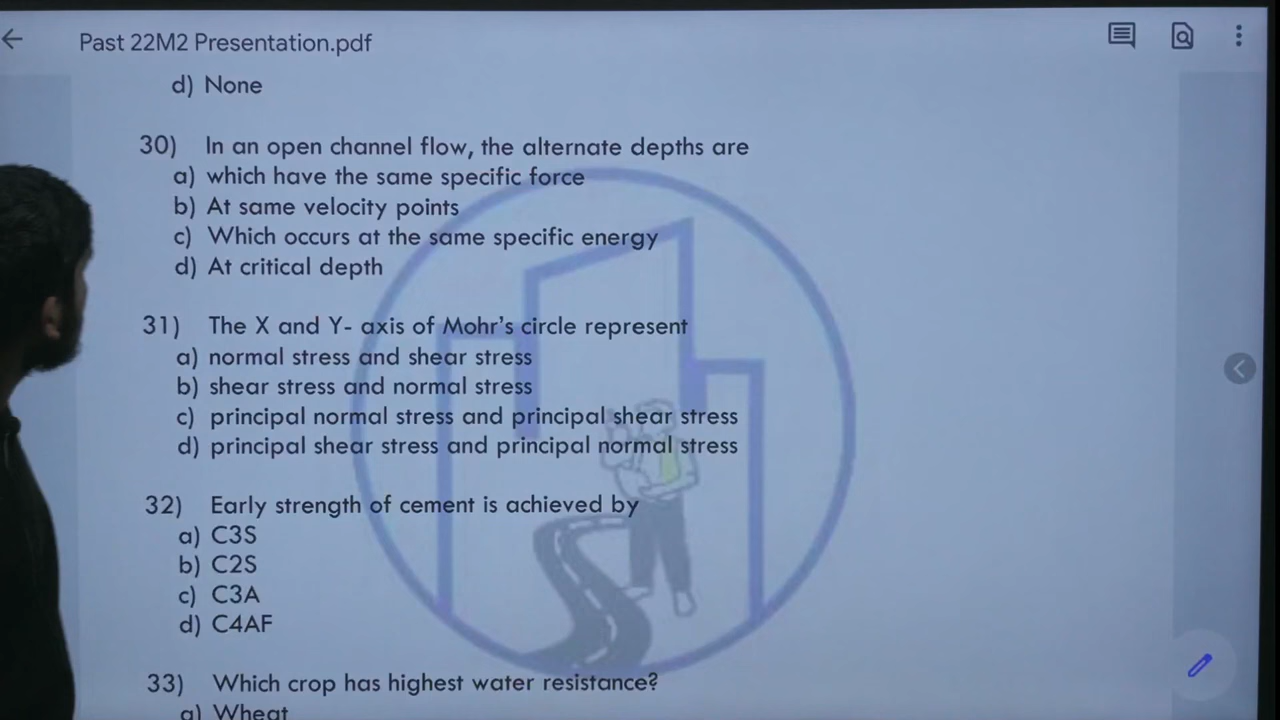 Past 22M2 Presentation.pdf
d) None
30) In an open channel flow, the alternate depths are
a) which have the same specific force
b) At same velocity points
c) Which occurs at the same specific energy
d) At critical depth
31) The X and Y- axis of Mohr's circle represent
a) normal stress and shear stress
b) shear stress and normal stress
c) principal normal stress and principal shear stress
d) principal shear stress and principal normal stress
32) Early strength of cement is achieved by
a) C3S
b) C2S
c) C3A
d) C4AF
33) Which crop has highest water resistance?
a) Wheat